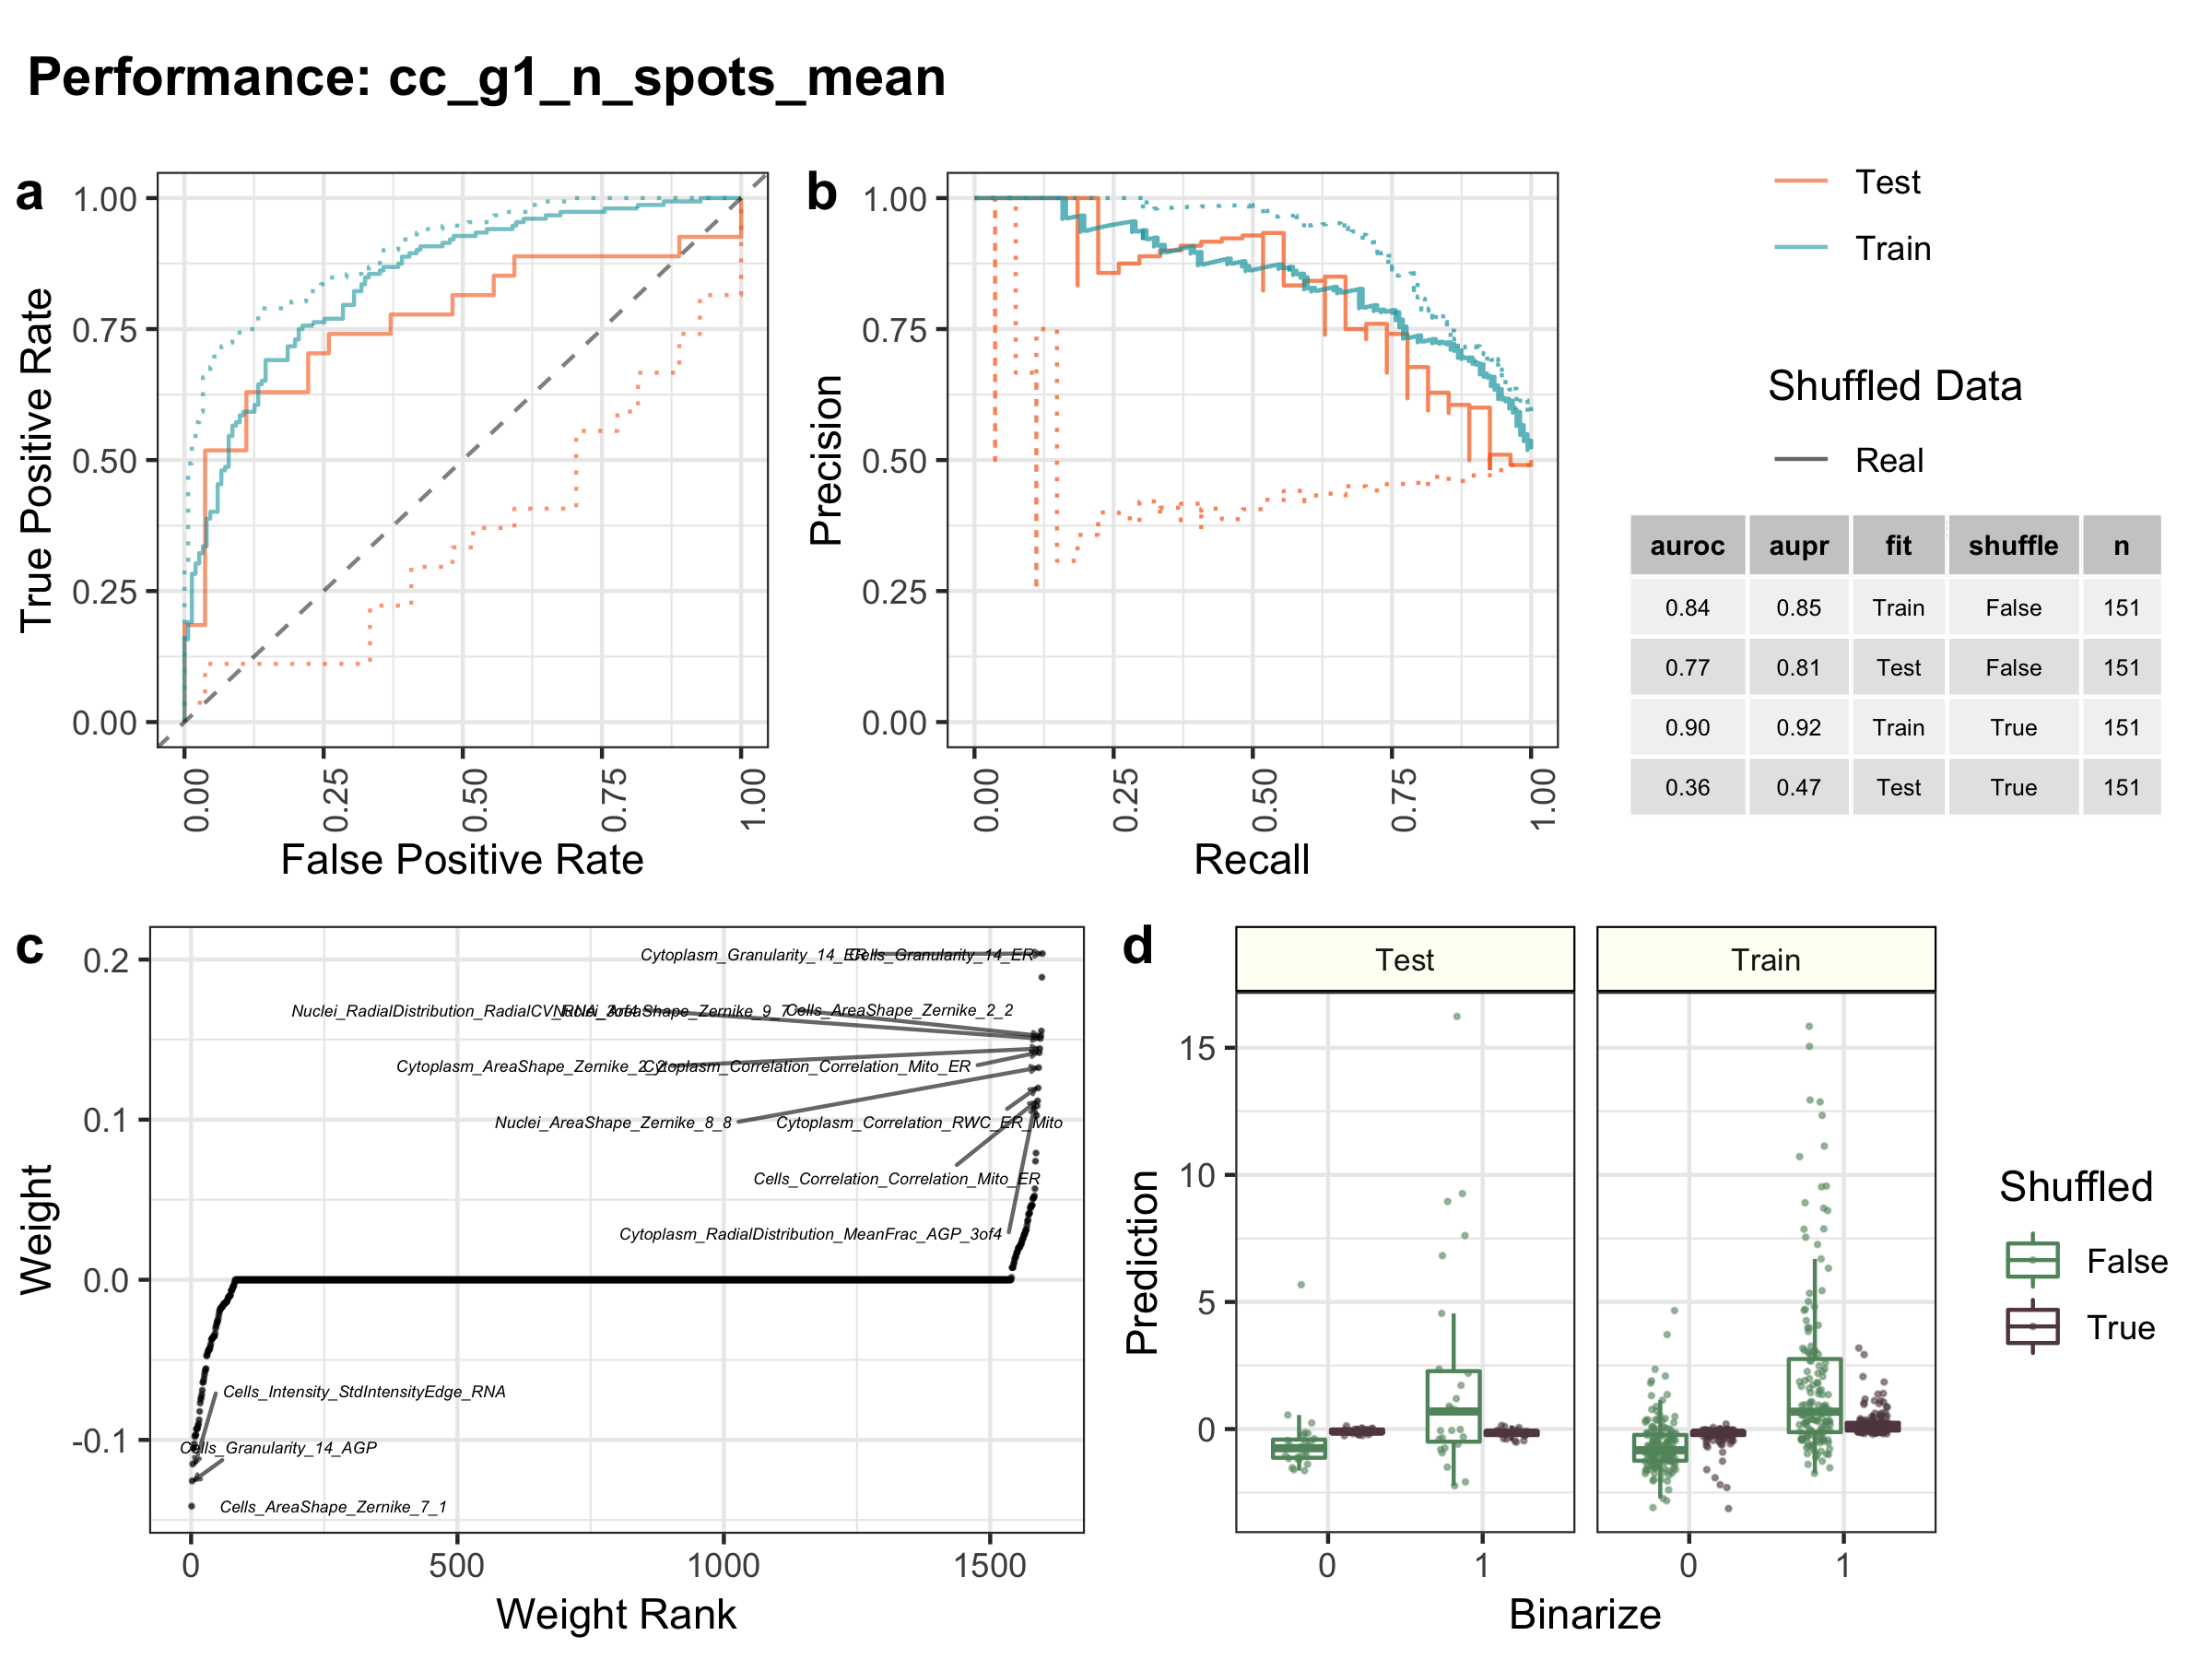 Performance: cc_g1_n_spots_mean
a
1.00
0.75
0.50
0.25
0.00
True Positive Rate
0.00
0.25
0.50
0.75
1.00
False Positive Rate
b
1.00
0.75
0.50
0.25
0.00
Precision
0.00
0.25
0.50
0.75
1.00
Recall
Test
Train
Shuffled Data
Real
auroc aupr fit shuffle n
0.84 0.85 Train False 151
0.77 0.81 Test False 151
0.90 0.92 Train True 151
0.36 0.47 Test True 151
c
0.2
0.1
0.0
-0.1
Weight
Cytoplasm_Granularity_14_ER
Cells_Granularity_14_ER
Nuclei_RadialDistribution_RadialCV_RNA_3of4
Nuclei_AreaShape_Zernike_9_7
Cells_AreaShape_Zernike_2_2
Cytoplasm_AreaShape_Zernike_2_2
Cytoplasm_Correlation_Correlation_Mito_ER
Nuclei_AreaShape_Zernike_8_8
Cytoplasm_Correlation_RWC_ER_Mito
Cells_Correlation_Correlation_Mito_ER
Cytoplasm_RadialDistribution_MeanFrac_AGP_3of4
Cells_Intensity_StdIntensityEdge_RNA
Cells_Granularity_14_AGP
Cells_AreaShape_Zernike_7_1
0
500
1000
1500
Weight Rank
d
Test
Train
15
10
5
0
Prediction
0
1
0
1
Binarize
Shuffled
False
True